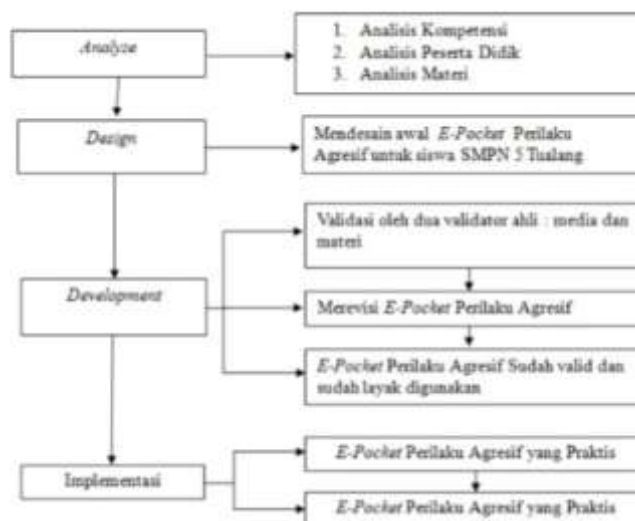 Analyze
1. Analisis Kompetensi
2. Analisis Peserta Didik
3. Analisis Materi
Design
Mendesain awal E-Pocket Perilaku
Agresif untuk siswa SMPN 5 Tualang
Development
Validasi oleh dua validator ahli : media dan
materi
Merevisi E-Pocket Perilaku Agresif
E-Pocket Perilaku Agresif Sudah valid dan
sudah layak digunakan
Implementasi
E-Pocket Perilaku Agresif yang Praktis
E-Pocket Perilaku Agresif yang Praktis